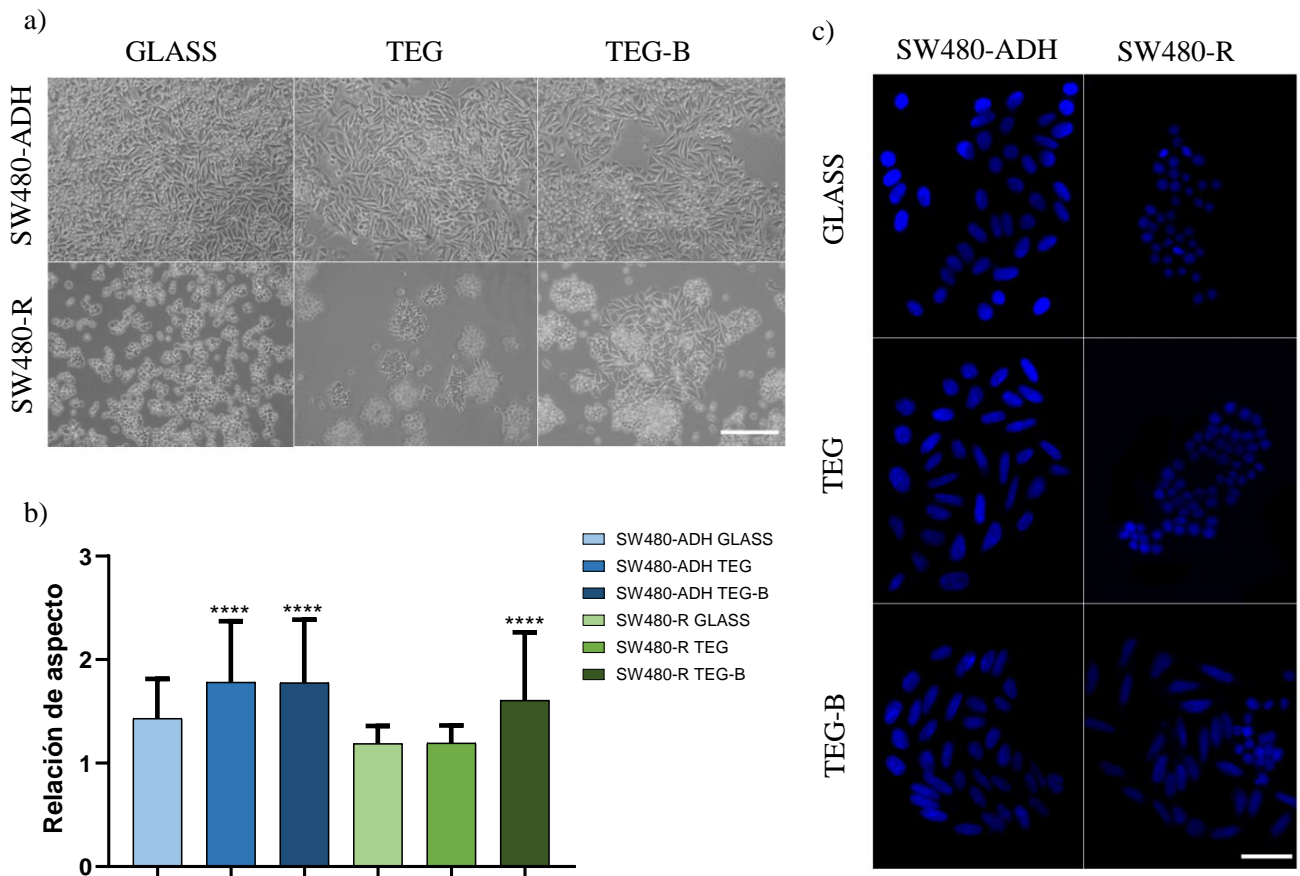 a)
GLASS TEG TEG-B
SW480-ADH
SW480-R
b)
Relación de aspecto
3
2
1
0
**** **** ****
SW480-ADH GLASS
SW480-ADH TEG
SW480-ADH TEG-B
SW480-R GLASS
SW480-R TEG
SW480-R TEG-B
c)
SW480-ADH SW480-R
GLASS
TEG
TEG-B